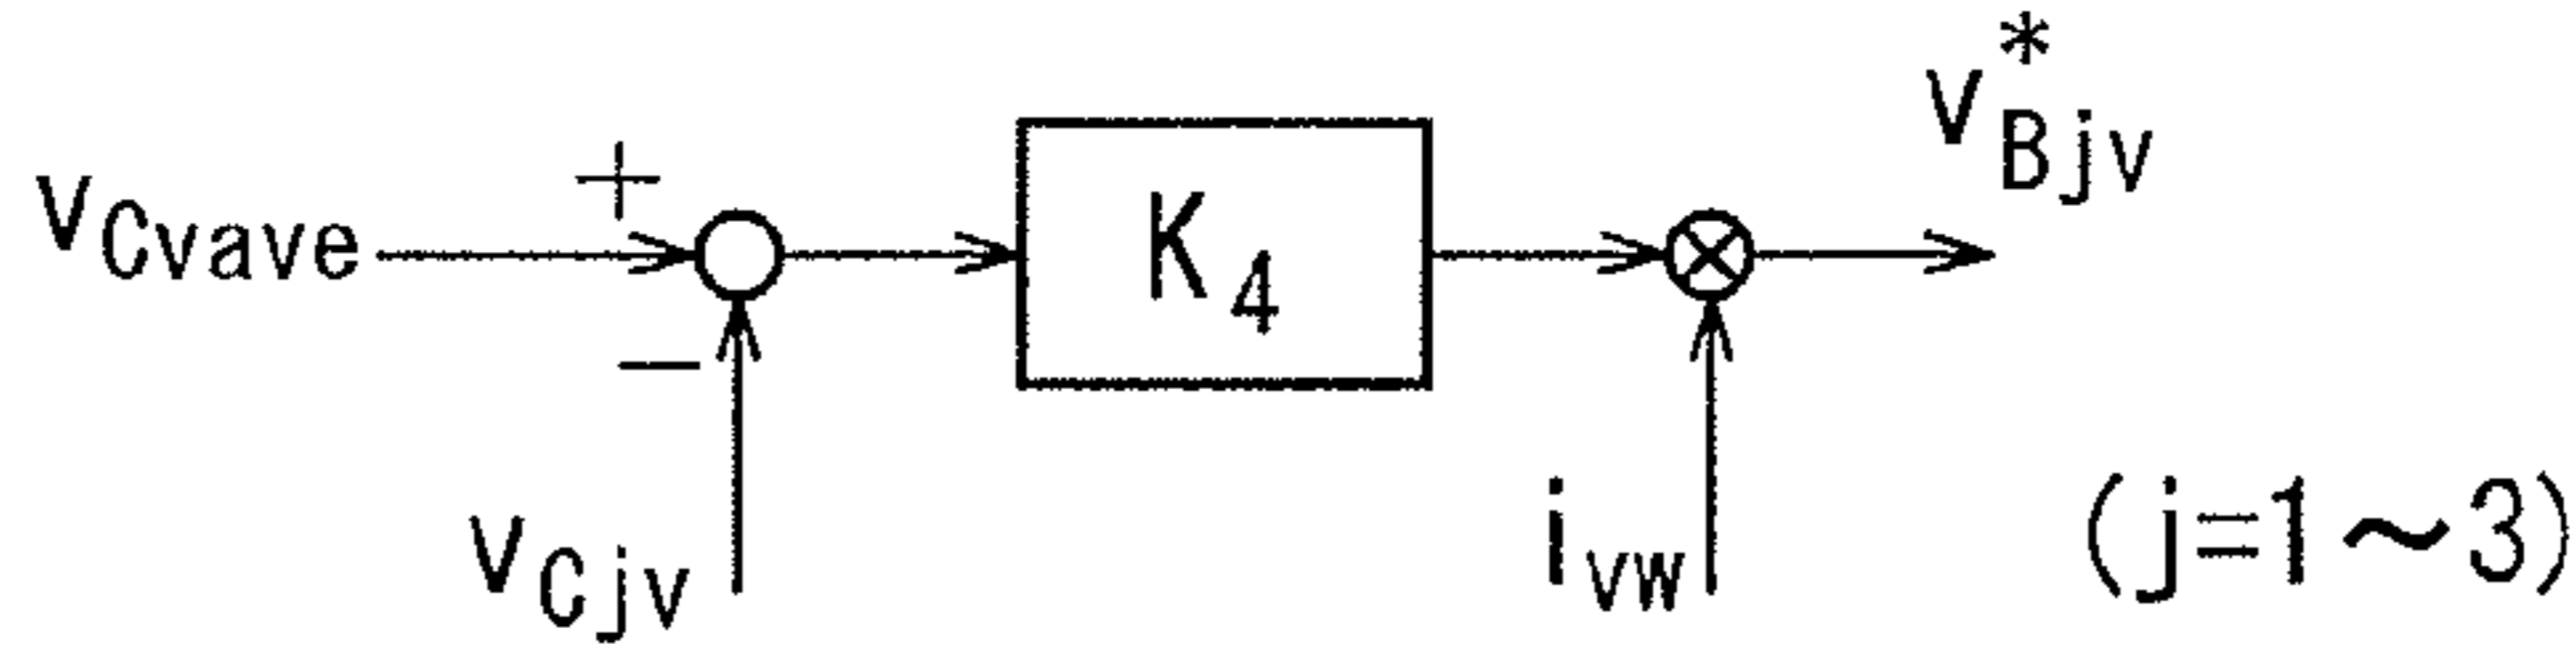 v*Bjv
+
vCvave
K4
−
vCjv
ivw
(j=1～3)